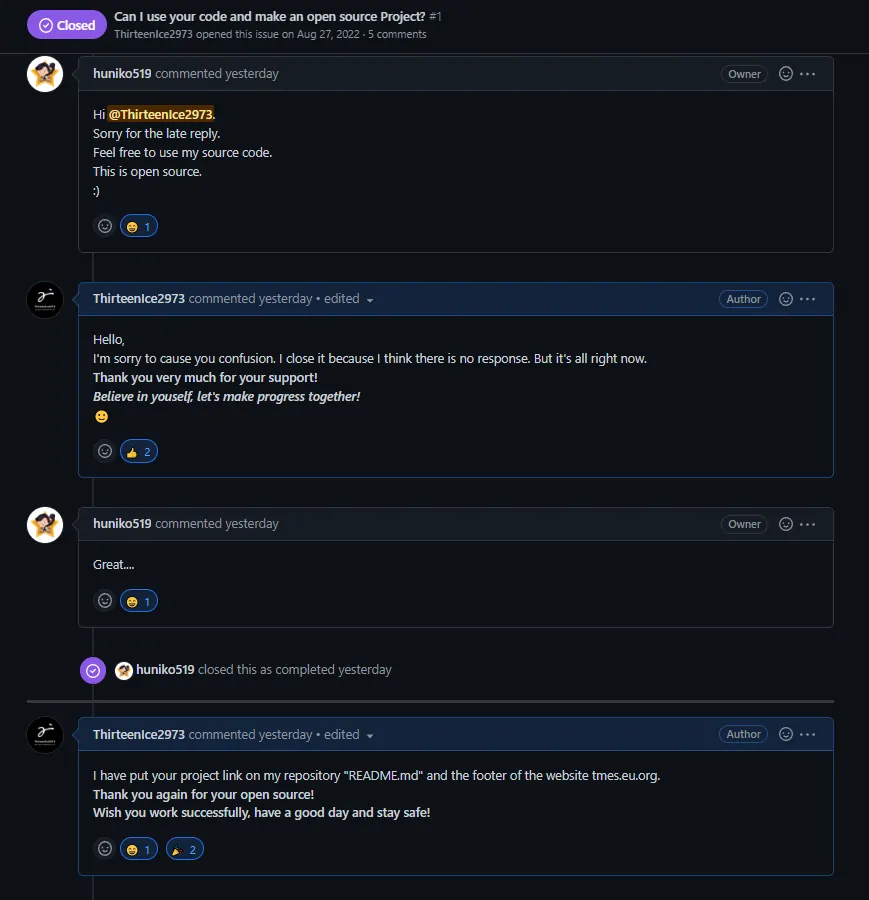 Closed
Can I use your code and make an open source Project? #1
ThirteenIce2973 opened this issue on Aug 27, 2022 · 5 comments
huniko519 commented yesterday
Owner
Hi @ThirteenIce2973.
Sorry for the late reply.
Feel free to use my source code.
This is open source.
:)
1
ThirteenIce2973 commented yesterday • edited
Author
Hello,
I'm sorry to cause you confusion. I close it because I think there is no response. But it's all right now.
Thank you very much for your support!
Believe in youself, let's make progress together!
2
huniko519 commented yesterday
Owner
Great....
1
huniko519 closed this as completed yesterday
ThirteenIce2973 commented yesterday • edited
Author
I have put your project link on my repository "README.md" and the footer of the website tmes.eu.org.
Thank you again for your open source!
Wish you work successfully, have a good day and stay safe!
1 2